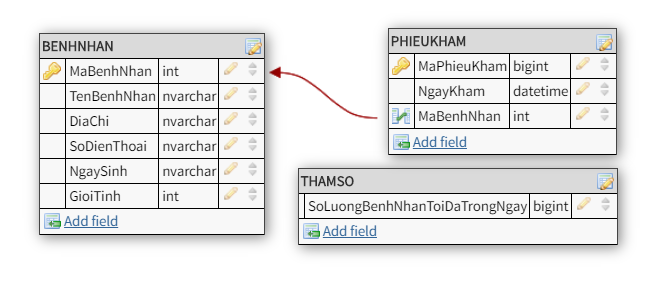 BENHNHAN
MaBenhNhan int
TenBenhNhan nvarchar
DiaChi nvarchar
SoDienThoai nvarchar
NgaySinh nvarchar
GioiTinh int
Add field
PHIEUKHAM
MaPhieuKham bigint
NgayKham datetime
MaBenhNhan int
Add field
THAMSO
SoLuongBenhNhanToiDaTrongNgay bigint
Add field